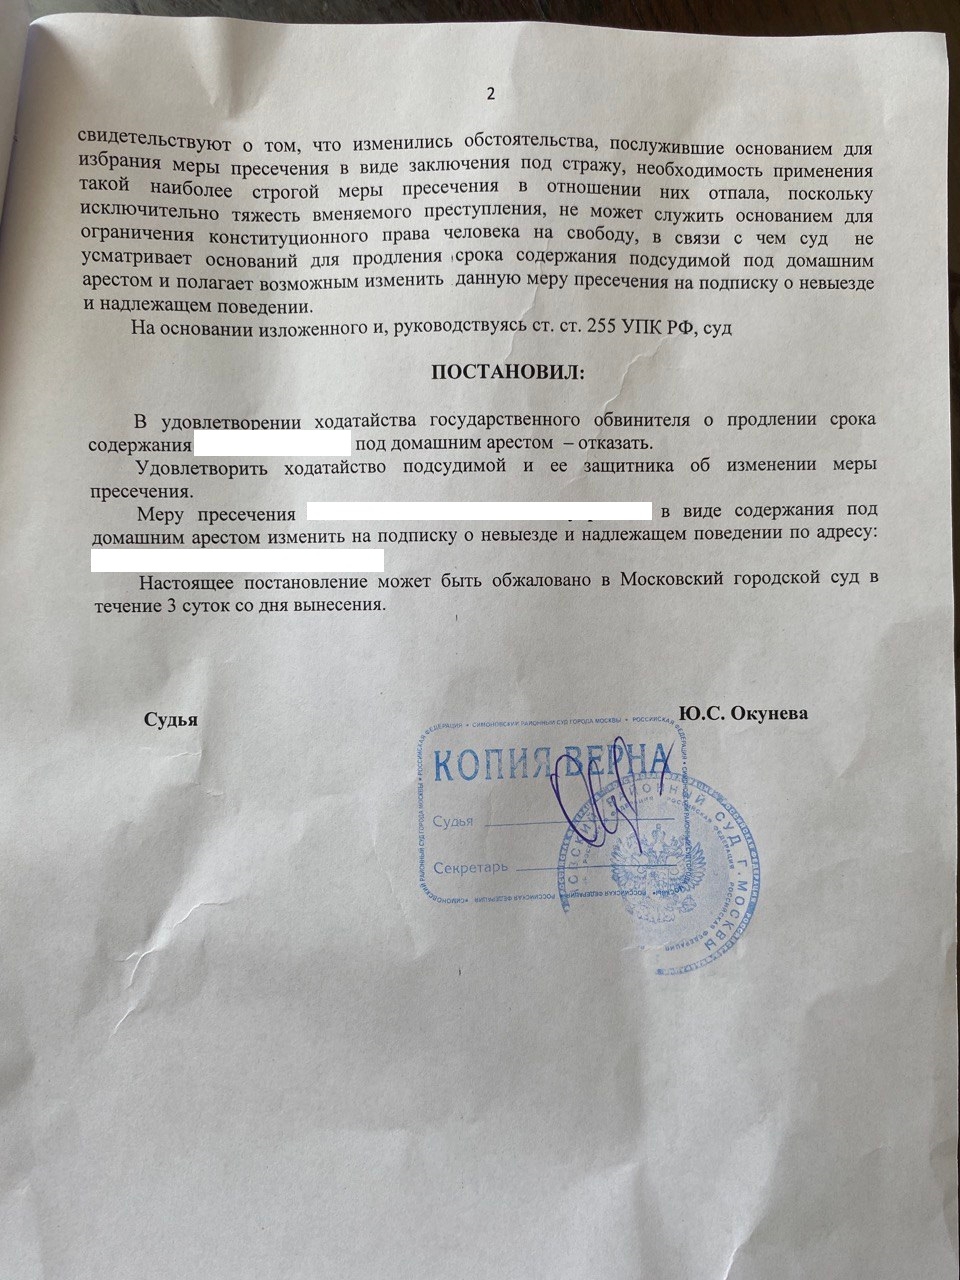 2
свидетельствуют о том, что изменились обстоятельства, послужившие основанием для
избрания меры пресечения в виде заключения под стражу, необходимость применения
такой наиболее строгой меры пресечения в отношении них отпала, поскольку
исключительно тяжесть вменяемого преступления, не может служить основанием для
ограничения конституционного права человека на свободу, в связи с чем суд не
усматривает оснований для продления срока содержания подсудимой под домашним
арестом и полагает возможным изменить данную меру пресечения на подписку о невыезде
и надлежащем поведении.
На основании изложенного и, руководствуясь ст. ст. 255 УПК РФ, суд
ПОСТАНОВИЛ:
В удовлетворении ходатайства государственного обвинителя о продлении срока
содержания под домашним арестом – отказать.
Удовлетворить ходатайство подсудимой и ее защитника об изменении меры
пресечения.
Меру пресечения в виде содержания под
домашним арестом изменить на подписку о невыезде и надлежащем поведении по адресу:
Настоящее постановление может быть обжаловано в Московский городской суд в
течение 3 суток со дня вынесения.
Судья Ю.С. Окунева
РОССИЙСКАЯ ФЕДЕРАЦИЯ • СИМОНОВСКИЙ РАЙОННЫЙ СУД ГОРОДА МОСКВЫ • РОССИЙСКАЯ ФЕДЕРАЦИЯ
КОПИЯ ВЕРНА
Судья
Секретарь
РАЙОННЫЙ СУД Г. МОСКВЫ
РОССИЙСКАЯ ФЕДЕРАЦИЯ